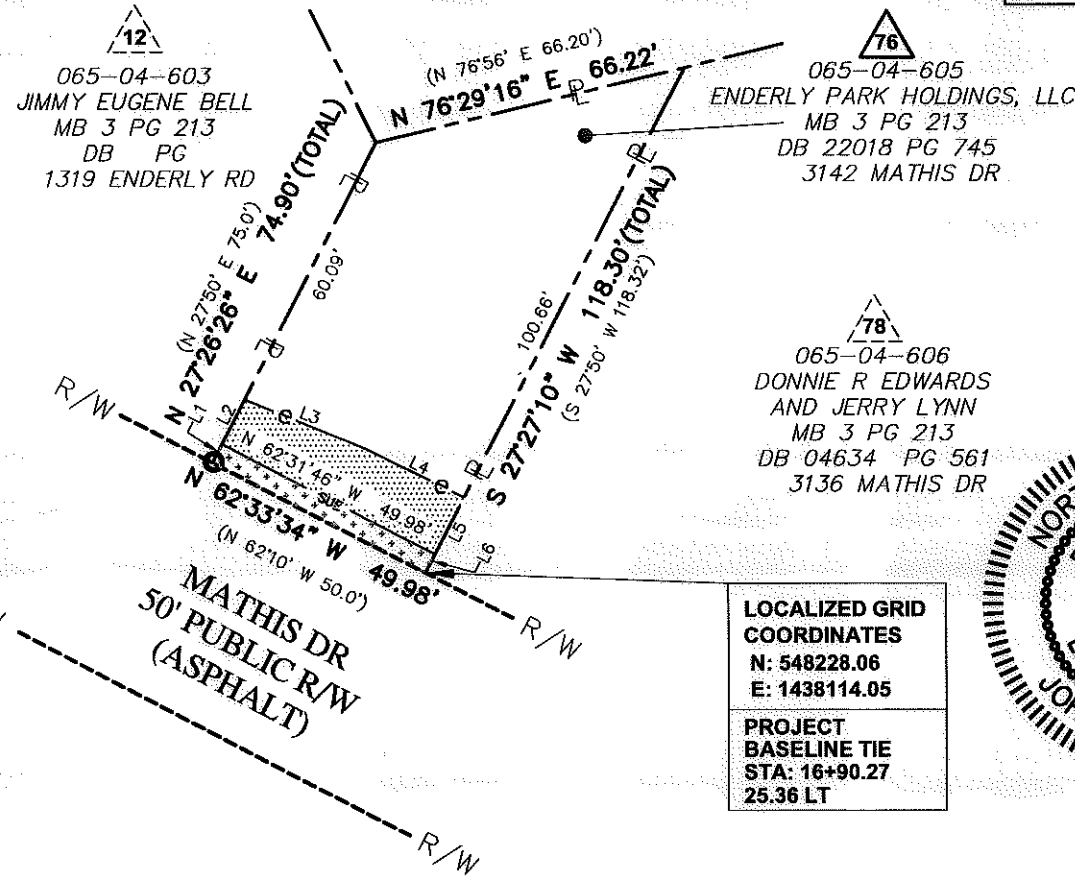 12
065-04-603
JIMMY EUGENE BELL
MB 3 PG 213
DB PG
1319 ENDERLY RD
(N 76°56' E 66.20')
N 76°29'16" E 66.22'
PL
76
065-04-605
ENDERLY PARK HOLDINGS, LLC
MB 3 PG 213
DB 22018 PG 745
3142 MATHIS DR
N 27°26'26" E 74.90'(TOTAL)
(N 27°50' E 75.0')
60.09'
PL
PL
PL
100.66'
S 27°27'10" W 118.30'(TOTAL)
(S 27°50' W 118.32')
PL
78
065-04-606
DONNIE R EDWARDS
AND JERRY LYNN
MB 3 PG 213
DB 04634 PG 561
3136 MATHIS DR
R/W
L1
L2
L3
L4
L5
L6
N 62°31'46" W 49.98'
SUE
N 62°33'34" W 49.98'
(N 62°10' W 50.0')
R/W
MATHIS DR
50' PUBLIC R/W
(ASPHALT)
R/W
LOCALIZED GRID
COORDINATES
N: 548228.06
E: 1438114.05
PROJECT
BASELINE TIE
STA: 16+90.27
25.36 LT